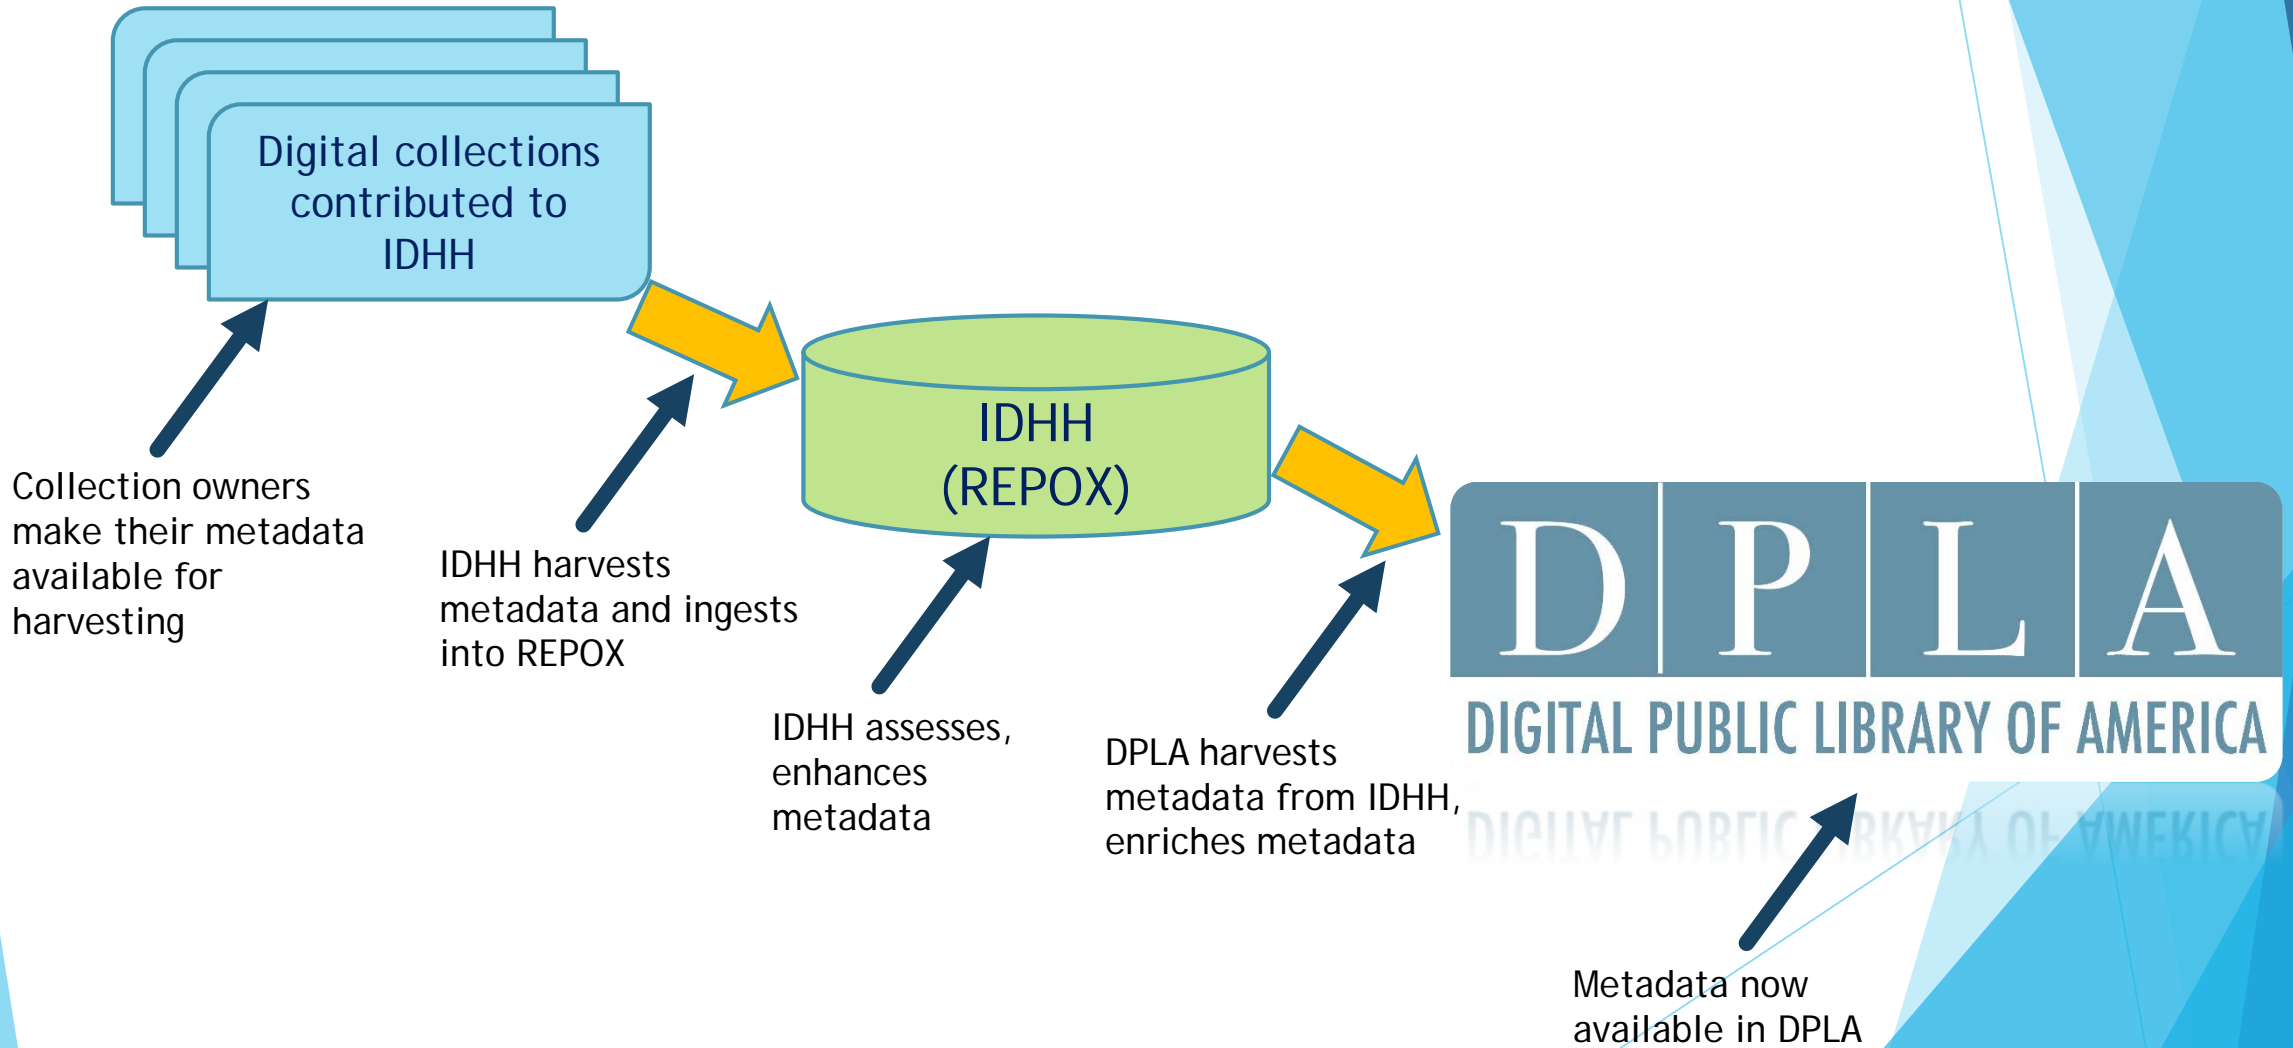 Digital collections
contributed to
IDHH
Collection owners
make their metadata
available for
harvesting
IDHH harvests
metadata and ingests
into REPOX
IDHH
(REPOX)
IDHH assesses,
enhances
metadata
DPLA harvests
metadata from IDHH,
enriches metadata
DPLA
DIGITAL PUBLIC LIBRARY OF AMERICA
Metadata now
available in DPLA